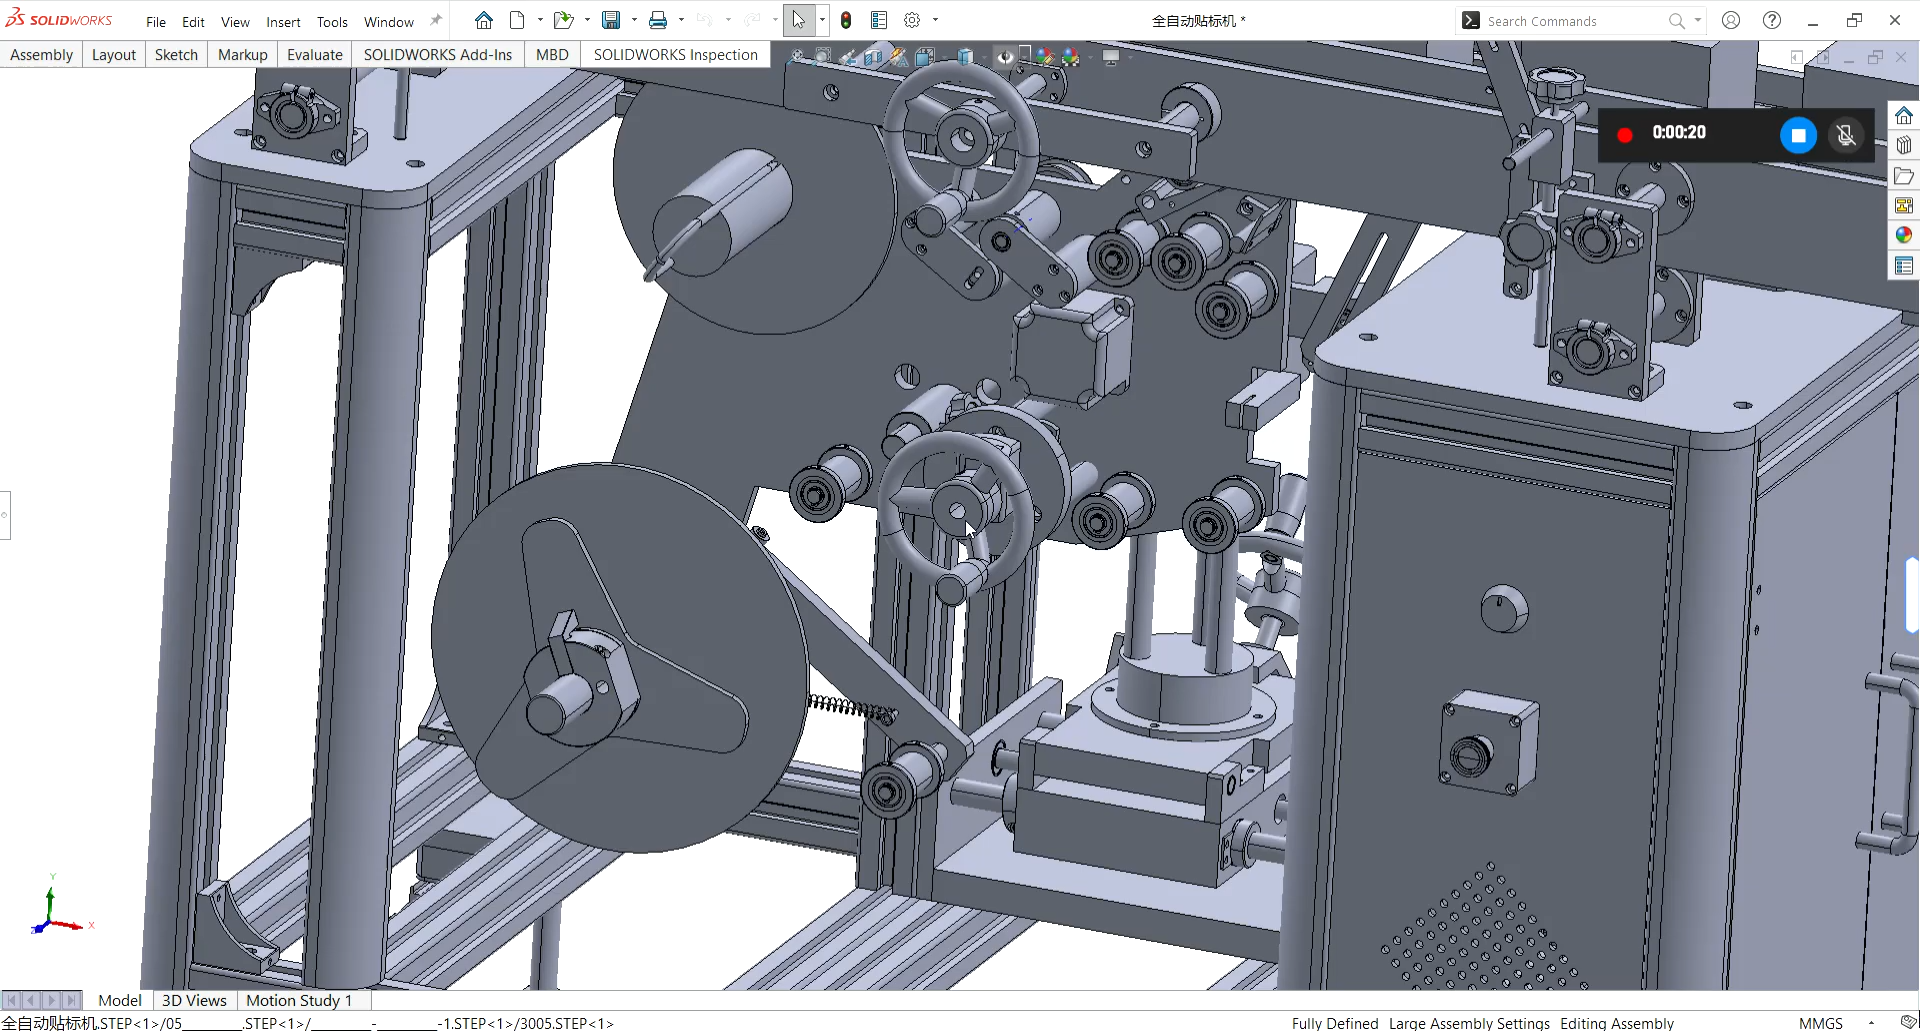 SOLIDWORKS File Edit View Insert Tools Window 全自动贴标机 * Search Commands
Assembly Layout Sketch Markup Evaluate SOLIDWORKS Add-Ins MBD SOLIDWORKS Inspection
0:00:20
Y
X
Z
Model 3D Views Motion Study 1
全自动贴标机.STEP<1>/05________.STEP<1>/________-________-1.STEP<1>/3005.STEP<1> Fully Defined Large Assembly Settings Editing Assembly MMGS